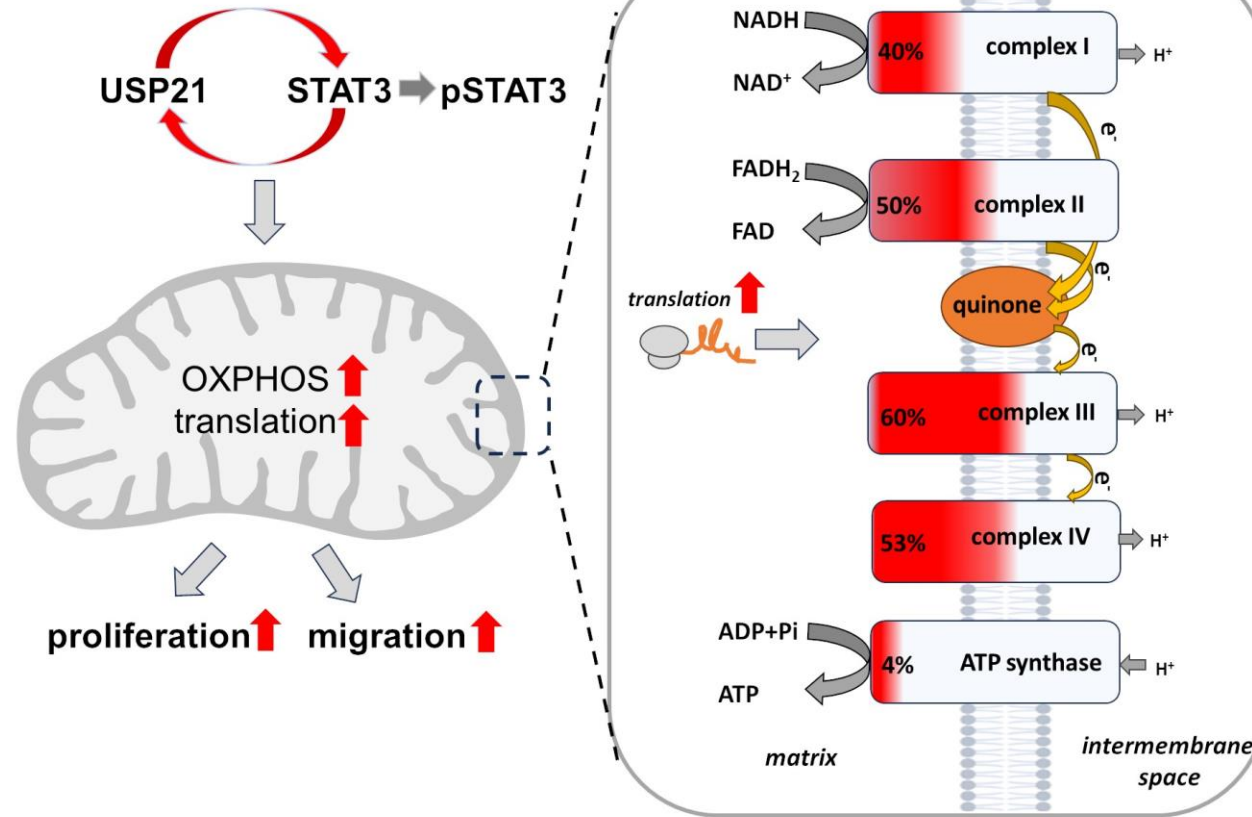 USP21
STAT3
pSTAT3
OXPHOS
translation
proliferation
migration
NADH
NAD⁺
40%
complex I
H⁺
e⁻
FADH₂
FAD
50%
complex II
e⁻
translation
quinone
e⁻
60%
complex III
H⁺
e⁻
53%
complex IV
H⁺
ADP+Pi
ATP
4%
ATP synthase
H⁺
matrix
intermembrane
space